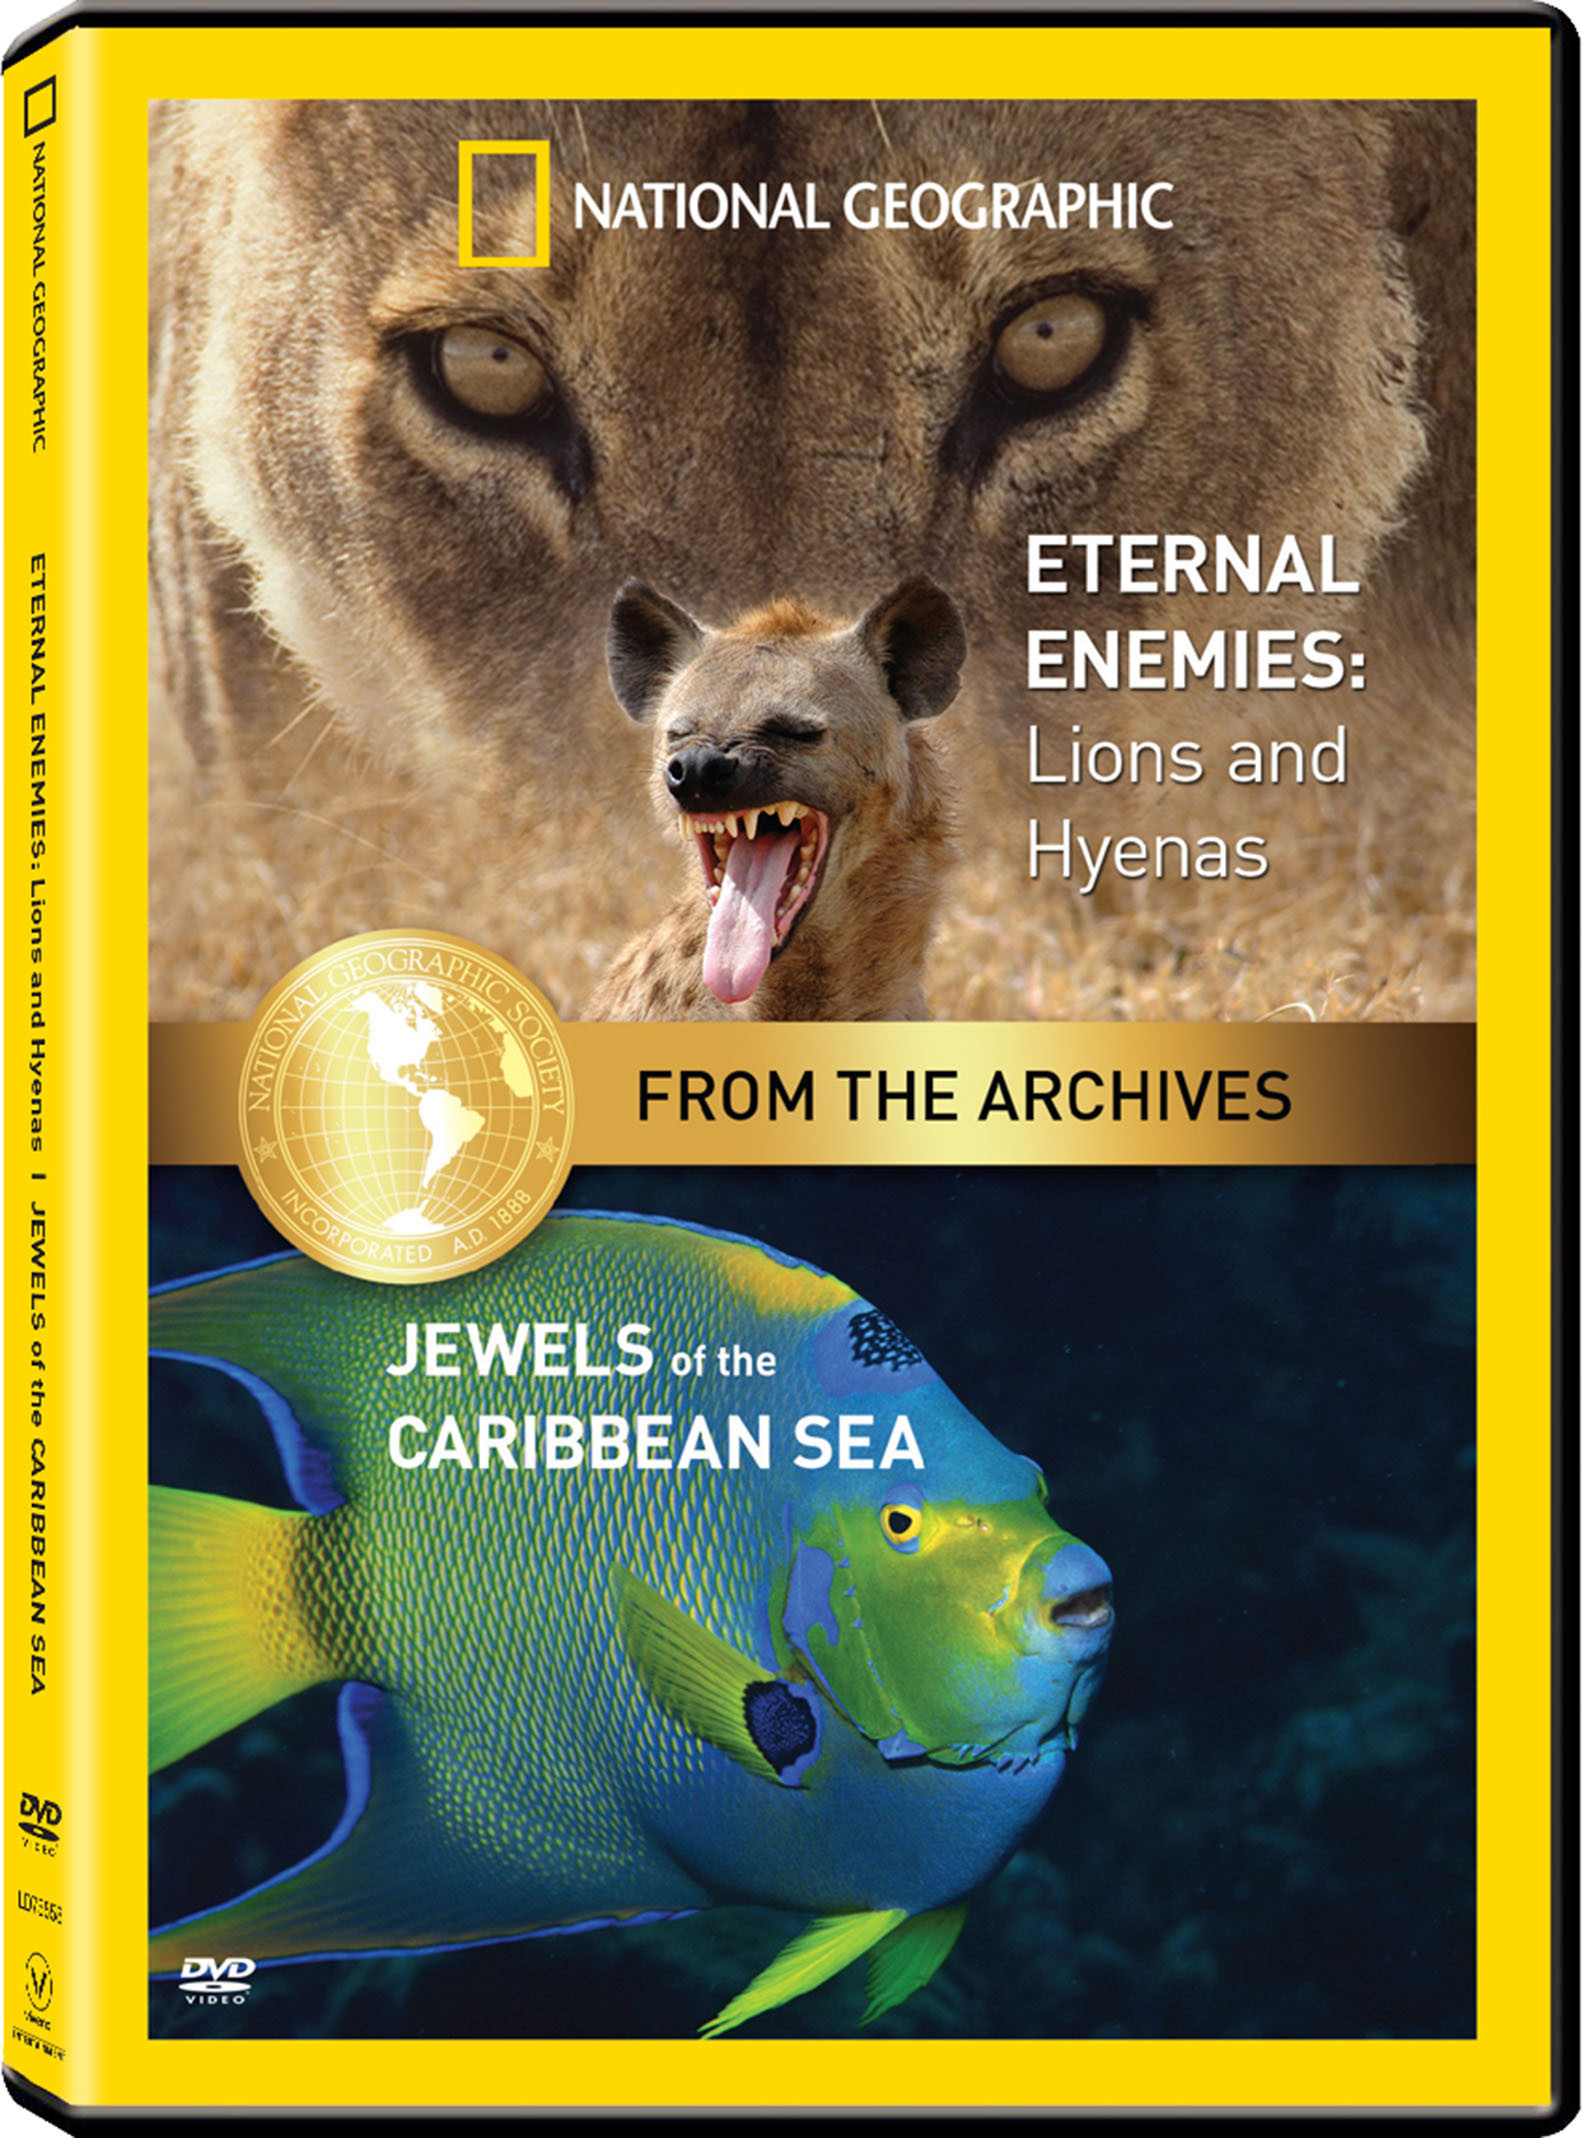 NATIONAL GEOGRAPHIC
ETERNAL
ENEMIES:
Lions and
Hyenas
NATIONAL GEOGRAPHIC SOCIETY
INCORPORATED A.D. 1888
FROM THE ARCHIVES
JEWELS of the
CARIBBEAN SEA
DVD
VIDEO
NATIONAL GEOGRAPHIC ETERNAL ENEMIES: Lions and Hyenas I JEWELS of the CARIBBEAN SEA
DVD
VIDEO